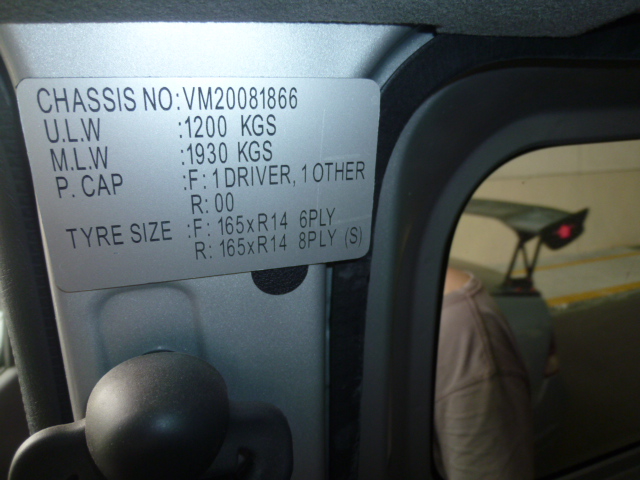 CHASSIS NO:VM20081866
U.L.W :1200 KGS
M.L.W :1930 KGS
P. CAP :F: 1 DRIVER, 1 OTHER
R: 00
TYRE SIZE :F: 165xR14 6PLY
R: 165xR14 8PLY (S)